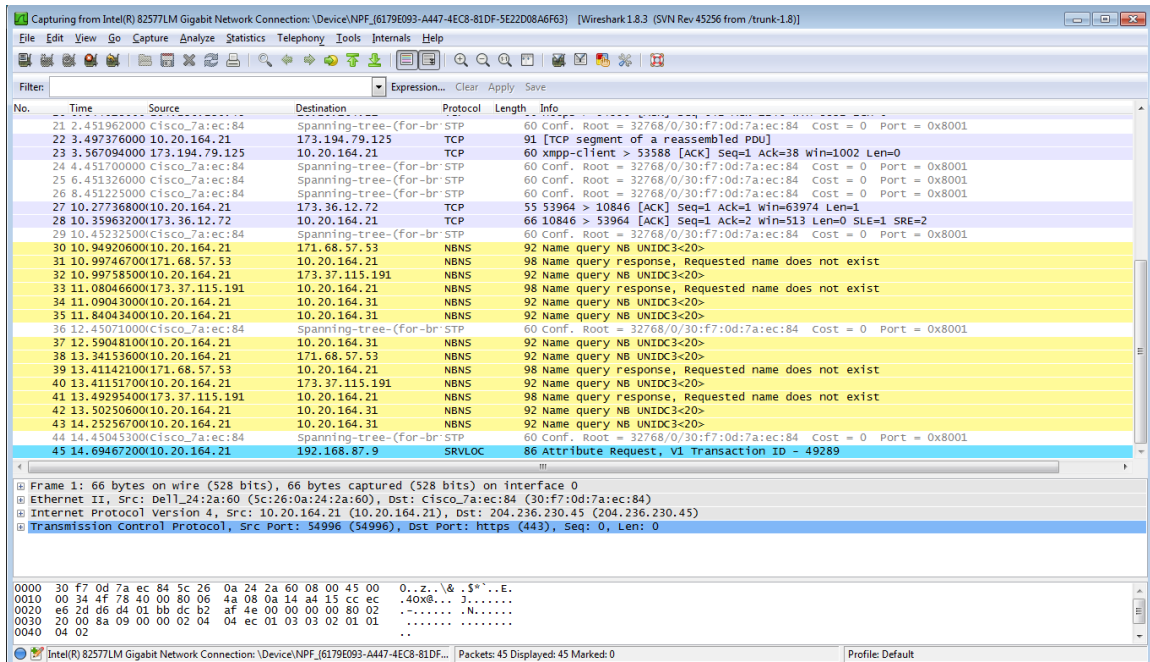 Capturing from Intel(R) 82577LM Gigabit Network Connection: \Device\NPF_{6179E093-A447-4EC8-81DF-5E22D08A6F63} [Wireshark 1.8.3 (SVN Rev 45256 from /trunk-1.8)]
File Edit View Go Capture Analyze Statistics Telephony Tools Internals Help
Filter: Expression... Clear Apply Save
No. Time Source Destination Protocol Length Info
21 2.451962000 Cisco_7a:ec:84 Spanning-tree-(for-br STP 60 Conf. Root = 32768/0/30:f7:0d:7a:ec:84 Cost = 0 Port = 0x8001
22 3.497376000 10.20.164.21 173.194.79.125 TCP 91 [TCP segment of a reassembled PDU]
23 3.567094000 173.194.79.125 10.20.164.21 TCP 60 xmpp-client > 53588 [ACK] Seq=1 Ack=38 Win=1002 Len=0
24 4.451700000 Cisco_7a:ec:84 Spanning-tree-(for-br STP 60 Conf. Root = 32768/0/30:f7:0d:7a:ec:84 Cost = 0 Port = 0x8001
25 6.451326000 Cisco_7a:ec:84 Spanning-tree-(for-br STP 60 Conf. Root = 32768/0/30:f7:0d:7a:ec:84 Cost = 0 Port = 0x8001
26 8.451225000 Cisco_7a:ec:84 Spanning-tree-(for-br STP 60 Conf. Root = 32768/0/30:f7:0d:7a:ec:84 Cost = 0 Port = 0x8001
27 10.27736800(10.20.164.21 173.36.12.72 TCP 55 53964 > 10846 [ACK] Seq=1 Ack=1 Win=63974 Len=1
28 10.35963200(173.36.12.72 10.20.164.21 TCP 66 10846 > 53964 [ACK] Seq=1 Ack=2 Win=513 Len=0 SLE=1 SRE=2
29 10.45232500(Cisco_7a:ec:84 Spanning-tree-(for-br STP 60 Conf. Root = 32768/0/30:f7:0d:7a:ec:84 Cost = 0 Port = 0x8001
30 10.94920600(10.20.164.21 171.68.57.53 NBNS 92 Name query NB UNIDC3<20>
31 10.99746700(171.68.57.53 10.20.164.21 NBNS 98 Name query response, Requested name does not exist
32 10.99758500(10.20.164.21 173.37.115.191 NBNS 92 Name query NB UNIDC3<20>
33 11.08046600(173.37.115.191 10.20.164.21 NBNS 98 Name query response, Requested name does not exist
34 11.09043000(10.20.164.21 10.20.164.31 NBNS 92 Name query NB UNIDC3<20>
35 11.84043400(10.20.164.21 10.20.164.31 NBNS 92 Name query NB UNIDC3<20>
36 12.45071000(Cisco_7a:ec:84 Spanning-tree-(for-br STP 60 Conf. Root = 32768/0/30:f7:0d:7a:ec:84 Cost = 0 Port = 0x8001
37 12.59048100(10.20.164.21 10.20.164.31 NBNS 92 Name query NB UNIDC3<20>
38 13.34153600(10.20.164.21 171.68.57.53 NBNS 92 Name query NB UNIDC3<20>
39 13.41142100(171.68.57.53 10.20.164.21 NBNS 98 Name query response, Requested name does not exist
40 13.41151700(10.20.164.21 173.37.115.191 NBNS 92 Name query NB UNIDC3<20>
41 13.49295400(173.37.115.191 10.20.164.21 NBNS 98 Name query response, Requested name does not exist
42 13.50250600(10.20.164.21 10.20.164.31 NBNS 92 Name query NB UNIDC3<20>
43 14.25256700(10.20.164.21 10.20.164.31 NBNS 92 Name query NB UNIDC3<20>
44 14.45045300(Cisco_7a:ec:84 Spanning-tree-(for-br STP 60 Conf. Root = 32768/0/30:f7:0d:7a:ec:84 Cost = 0 Port = 0x8001
45 14.69467200(10.20.164.21 192.168.87.9 SRVLOC 86 Attribute Request, V1 Transaction ID - 49289
Frame 1: 66 bytes on wire (528 bits), 66 bytes captured (528 bits) on interface 0
Ethernet II, Src: Dell_24:2a:60 (5c:26:0a:24:2a:60), Dst: Cisco_7a:ec:84 (30:f7:0d:7a:ec:84)
Internet Protocol Version 4, Src: 10.20.164.21 (10.20.164.21), Dst: 204.236.230.45 (204.236.230.45)
Transmission Control Protocol, Src Port: 54996 (54996), Dst Port: https (443), Seq: 0, Len: 0
0000 30 f7 0d 7a ec 84 5c 26 0a 24 2a 60 08 00 45 00 0..z..\& .$*`..E.
0010 00 34 4f 78 40 00 80 06 4a 08 0a 14 a4 15 cc ec .4Ox@... J.......
0020 e6 2d d6 d4 01 bb dc b2 af 4e 00 00 00 00 80 02 .-...... .N......
0030 20 00 8a 09 00 00 02 04 04 ec 01 03 03 02 01 01 ....... ........
0040 04 02 ..
Intel(R) 82577LM Gigabit Network Connection: \Device\NPF_{6179E093-A447-4EC8-81DF... Packets: 45 Displayed: 45 Marked: 0 Profile: Default